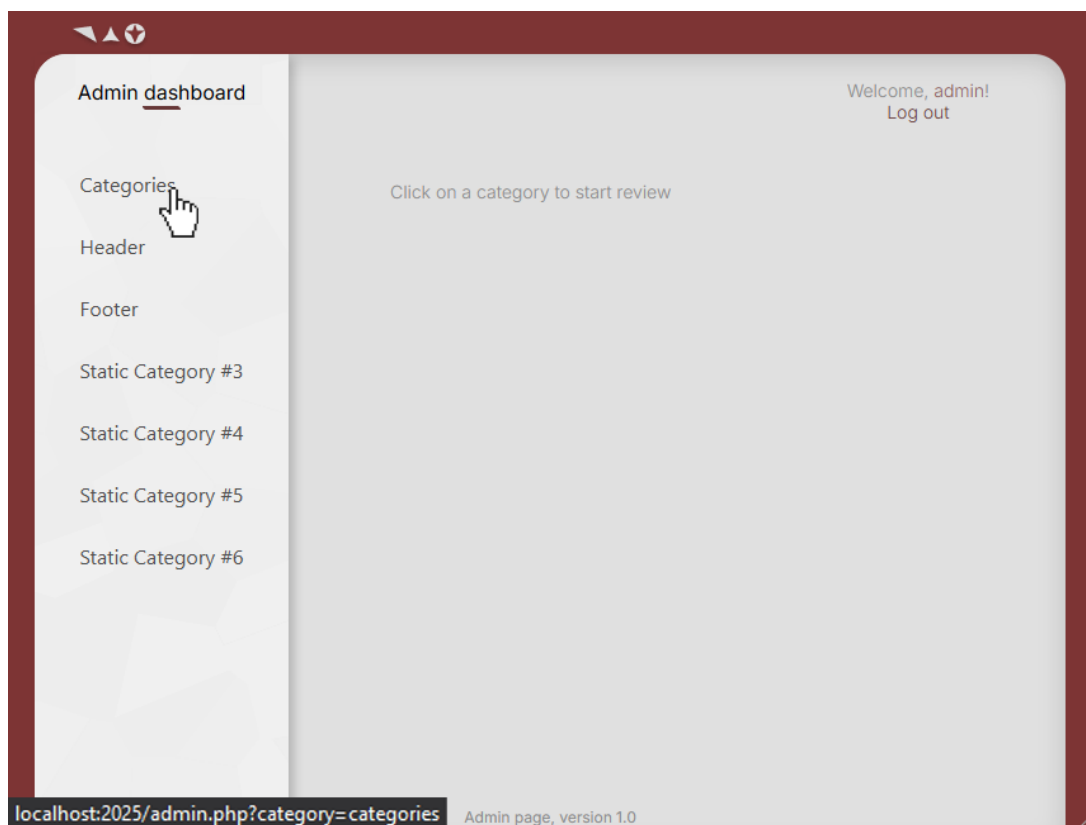 Admin dashboard
Welcome, admin!
Log out
Categories
Click on a category to start review
Header
Footer
Static Category #3
Static Category #4
Static Category #5
Static Category #6
localhost:2025/admin.php?category=categories
Admin page, version 1.0